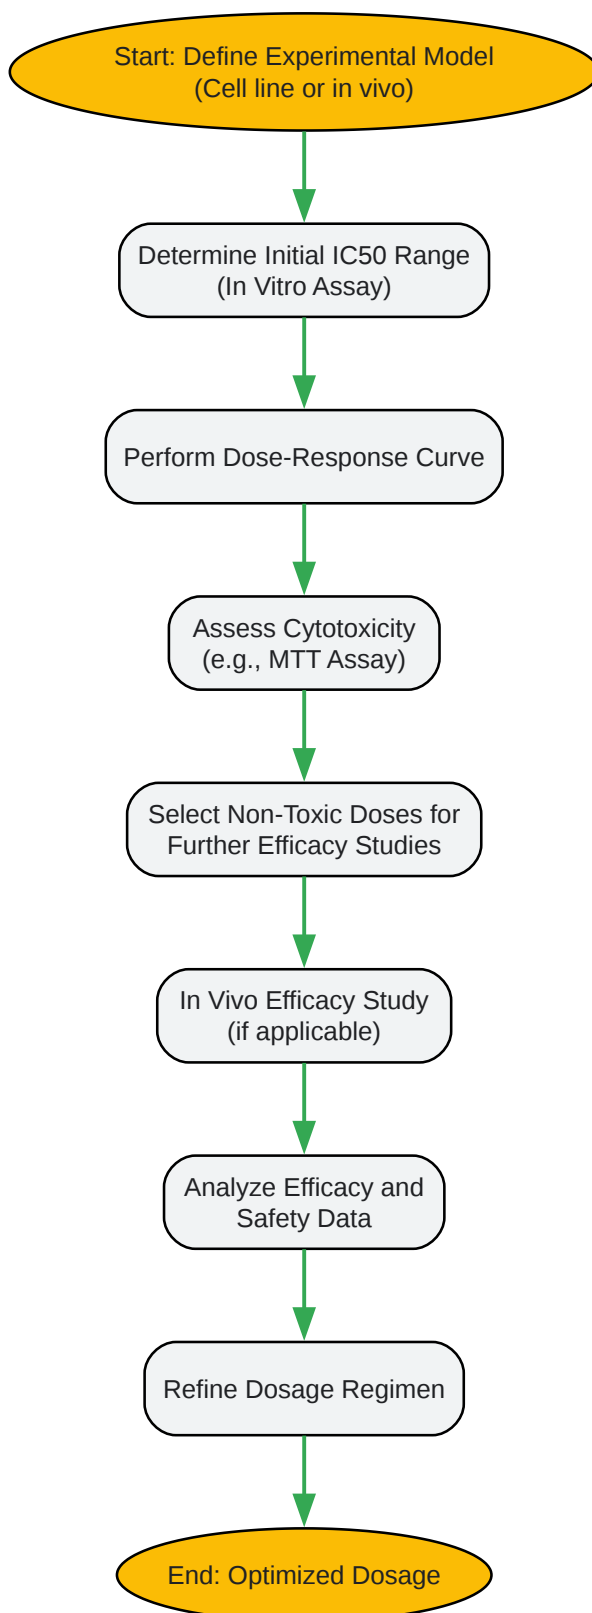 Start: Define Experimental Model
(Cell line or in vivo)
Determine Initial IC50 Range
(In Vitro Assay)
Perform Dose-Response Curve
Assess Cytotoxicity
(e.g., MTT Assay)
Select Non-Toxic Doses for
Further Efficacy Studies
In Vivo Efficacy Study
(if applicable)
Analyze Efficacy and
Safety Data
Refine Dosage Regimen
End: Optimized Dosage